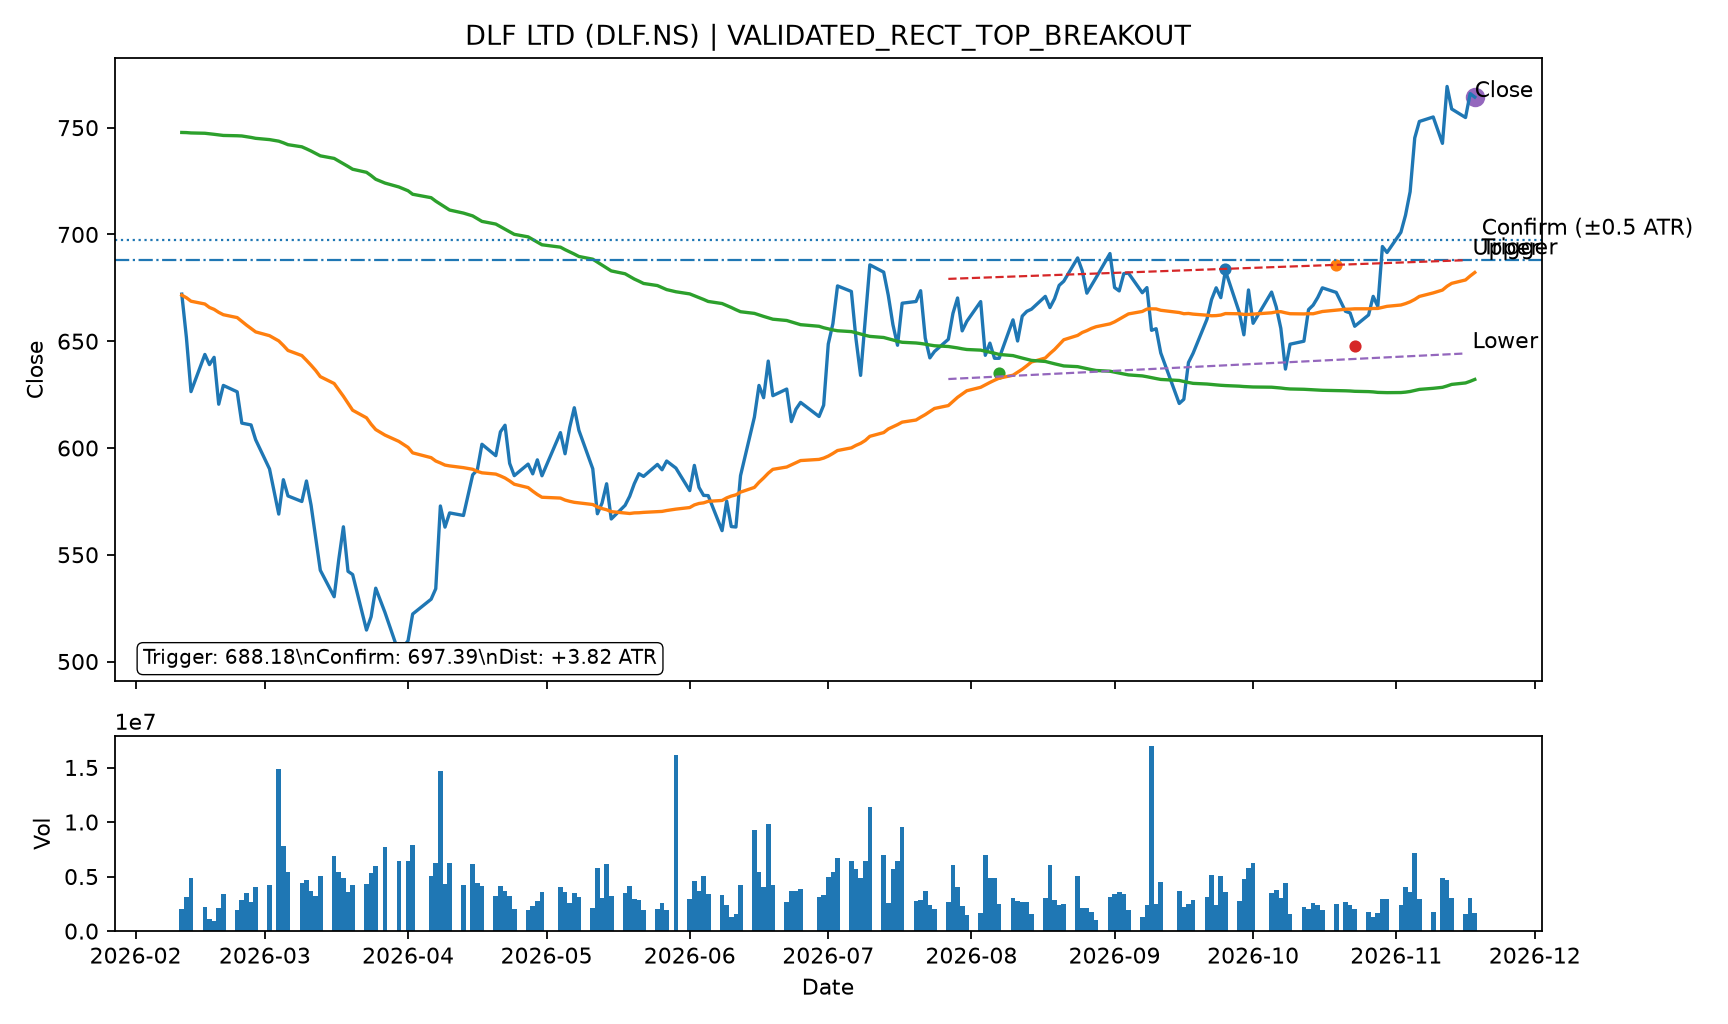 DLF LTD (DLF.NS) | VALIDATED_RECT_TOP_BREAKOUT
Close
750
700
650
600
550
500
Close
Confirm (±0.5 ATR)
Upper
Trigger
Lower
Trigger: 688.18\nConfirm: 697.39\nDist: +3.82 ATR
1e7
Vol
1.5
1.0
0.5
0.0
2026-02
2026-03
2026-04
2026-05
2026-06
2026-07
2026-08
2026-09
2026-10
2026-11
2026-12
Date